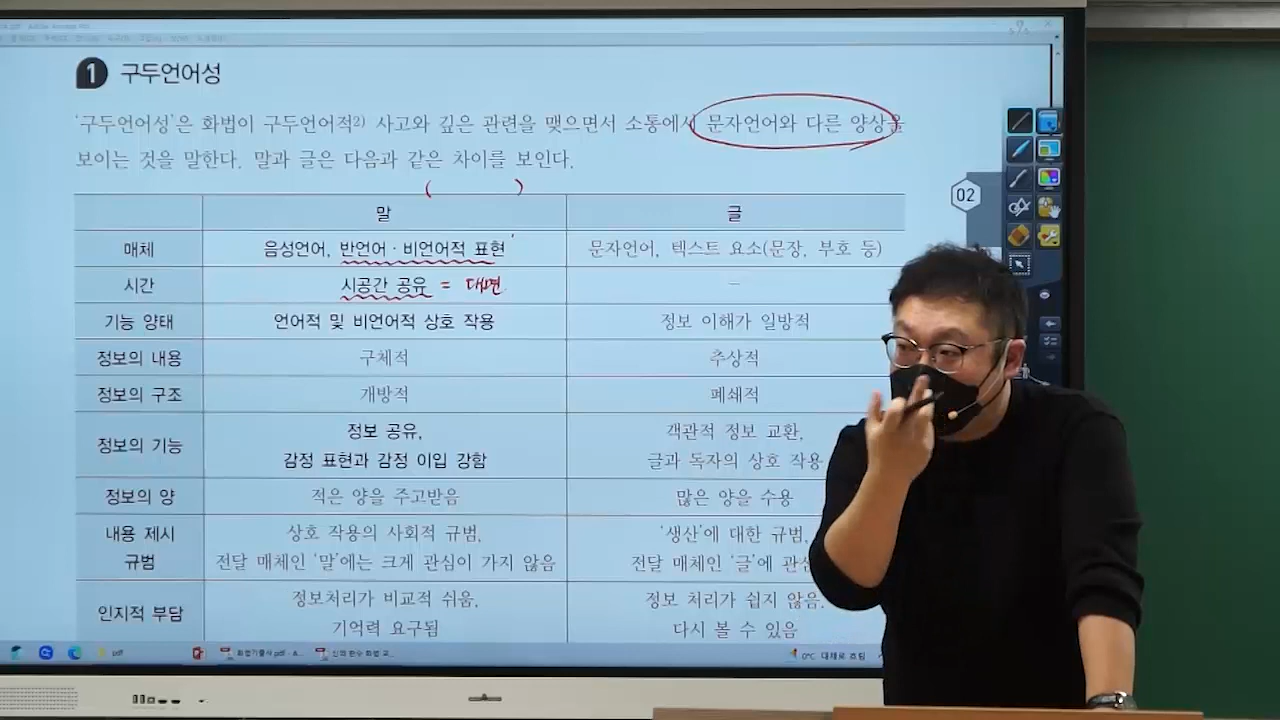 1 구두언어성
'구두언어성'은 화법이 구두언어적2) 사고와 깊은 관련을 맺으면서 소통에서 문자언어와 다른 양상을
보이는 것을 말한다. 말과 글은 다음과 같은 차이를 보인다.
( )
02
말 글
매체 음성언어, 반언어·비언어적 표현 문자언어, 텍스트 요소(문장, 부호 등)
시간 시공간 공유 = 대면 –
기능 양태 언어적 및 비언어적 상호 작용 정보 이해가 일방적
정보의 내용 구체적 추상적
정보의 구조 개방적 폐쇄적
정보의 기능
정보 공유, 객관적 정보 교환,
감정 표현과 감정 이입 강함 글과 독자의 상호 작용
정보의 양 적은 양을 주고받음 많은 양을 수용
내용 제시 상호 작용의 사회적 규범, '생산'에 대한 규범,
규범 전달 매체인 '말'에는 크게 관심이 가지 않음 전달 매체인 '글'에
인지적 부담
정보처리가 비교적 쉬움, 정보 처리가 쉽지 않음.
기억력 요구됨 다시 볼 수 있음
pdf
0°C 대체로 흐림